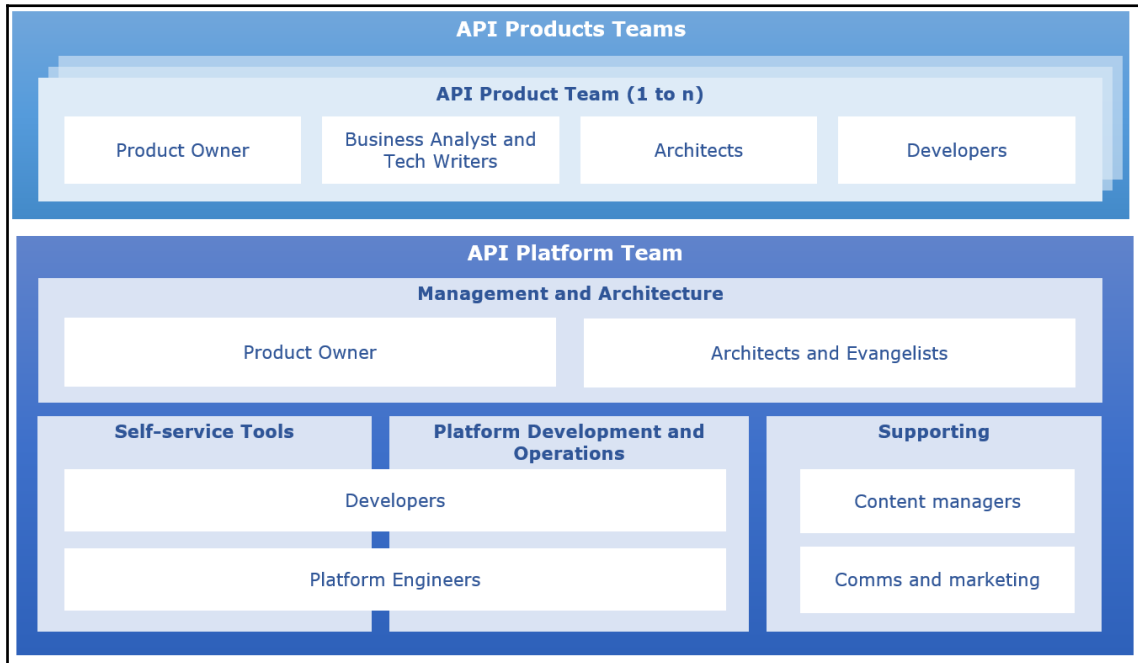 API Products Teams
API Product Team (1 to n)
Product Owner
Business Analyst and
Tech Writers
Architects
Developers
API Platform Team
Management and Architecture
Product Owner
Architects and Evangelists
Self-service Tools
Platform Development and
Operations
Supporting
Developers
Content managers
Platform Engineers
Comms and marketing